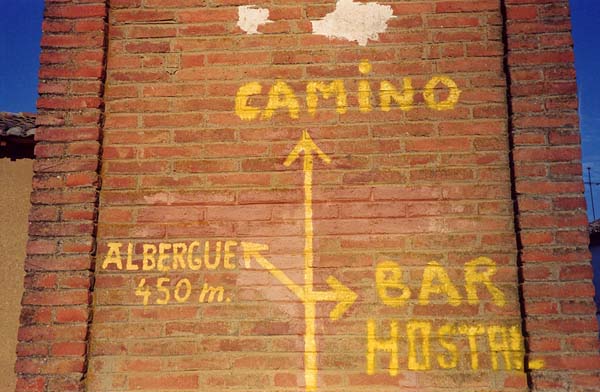 CAMiNO
ALBERGUE
450 m.
BAR
HOSTAL